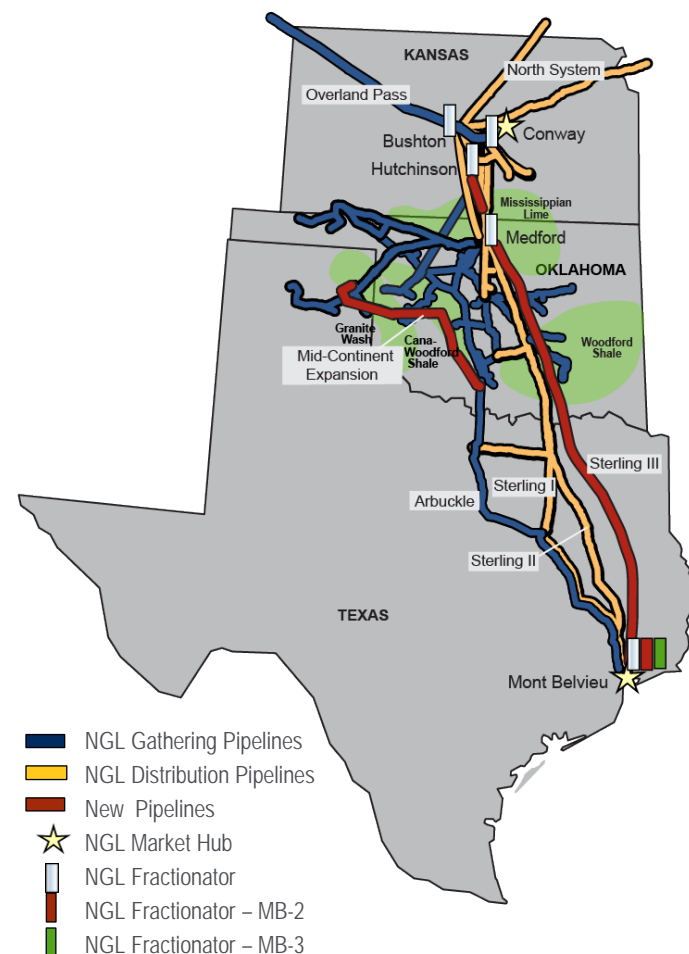 KANSAS
North System
Overland Pass
Bushton
Conway
Hutchinson
Mississippian
Lime
Medford
OKLAHOMA
Granite
Wash
Cana-
Woodford
Shale
Woodford
Shale
Mid-Continent
Expansion
Sterling III
Sterling I
Arbuckle
Sterling II
TEXAS
Mont Belvieu
NGL Gathering Pipelines
NGL Distribution Pipelines
New Pipelines
NGL Market Hub
NGL Fractionator
NGL Fractionator – MB-2
NGL Fractionator – MB-3